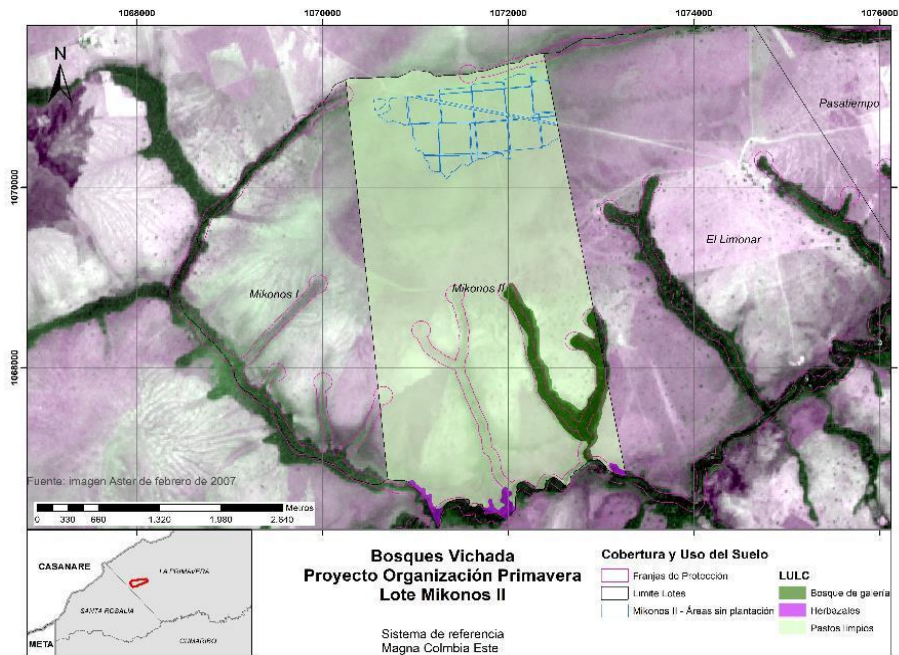 1068000 1070000 1072000 1074000 1076000
N
Pasatiempo
1070000
El Limonar
Mikonos I
Mikonos II
1068000
Fuente: imagen Aster de febrero de 2007
Metros
0 330 660 1.320 1.980 2.640
CASANARE
LA PRIMAVERA
SANTA ROSALIA
META
CUMARIBO
Bosques Vichada
Proyecto Organización Primavera
Lote Mikonos II
Sistema de referencia
Magna Colmbia Este
Cobertura y Uso del Suelo
Franjas de Protección
Limite Lotes
Mikonos II - Áreas sin plantación
LULC
Bosque de galería
Herbazales
Pastos limpios